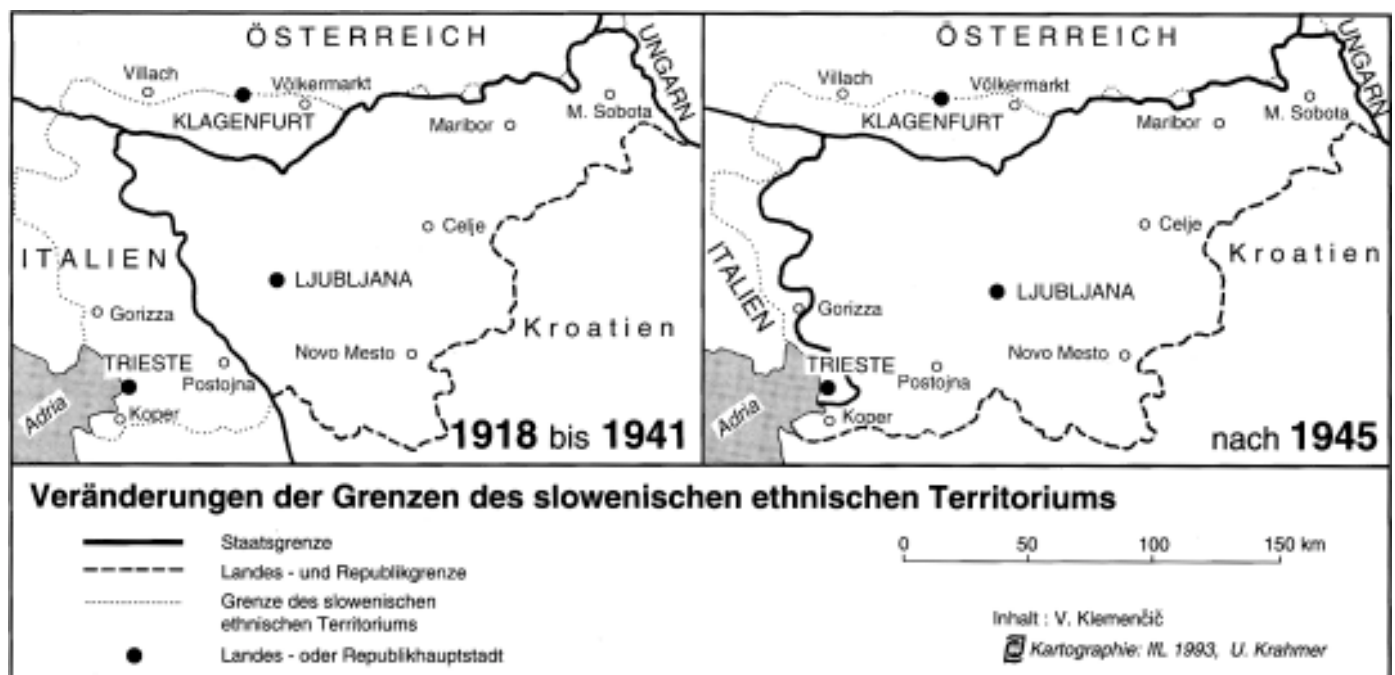 ÖSTERREICH
UNGARN
Villach
Völkermarkt
KLAGENFURT
Maribor
M. Sobota
Celje
ITALIEN
LJUBLJANA
Gorizza
Kroatien
TRIESTE
Novo Mesto
Postojna
Adria
Koper
1918 bis 1941
ÖSTERREICH
UNGARN
Villach
Völkermarkt
KLAGENFURT
Maribor
M. Sobota
Celje
Kroatien
ITALIEN
LJUBLJANA
Gorizza
TRIESTE
Novo Mesto
Postojna
Adria
Koper
nach 1945
Veränderungen der Grenzen des slowenischen ethnischen Territoriums
Staatsgrenze
Landes - und Republikgrenze
Grenze des slowenischen
ethnischen Territoriums
Landes - oder Republikhauptstadt
0 50 100 150 km
Inhalt : V. Klemenčič
Kartographie: IfL 1993, U. Krahmer